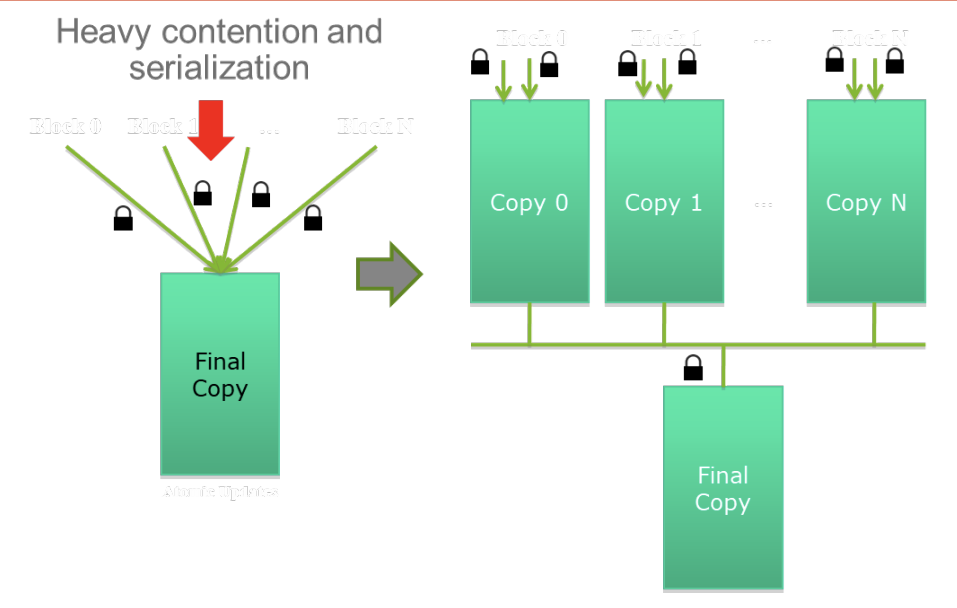 Heavy contention and
serialization
Block 0 Block 1 ... Block N
Final
Copy
Atomic Updates
Block 0 Block 1 ... Block N
Copy 0 Copy 1 ... Copy N
Final
Copy